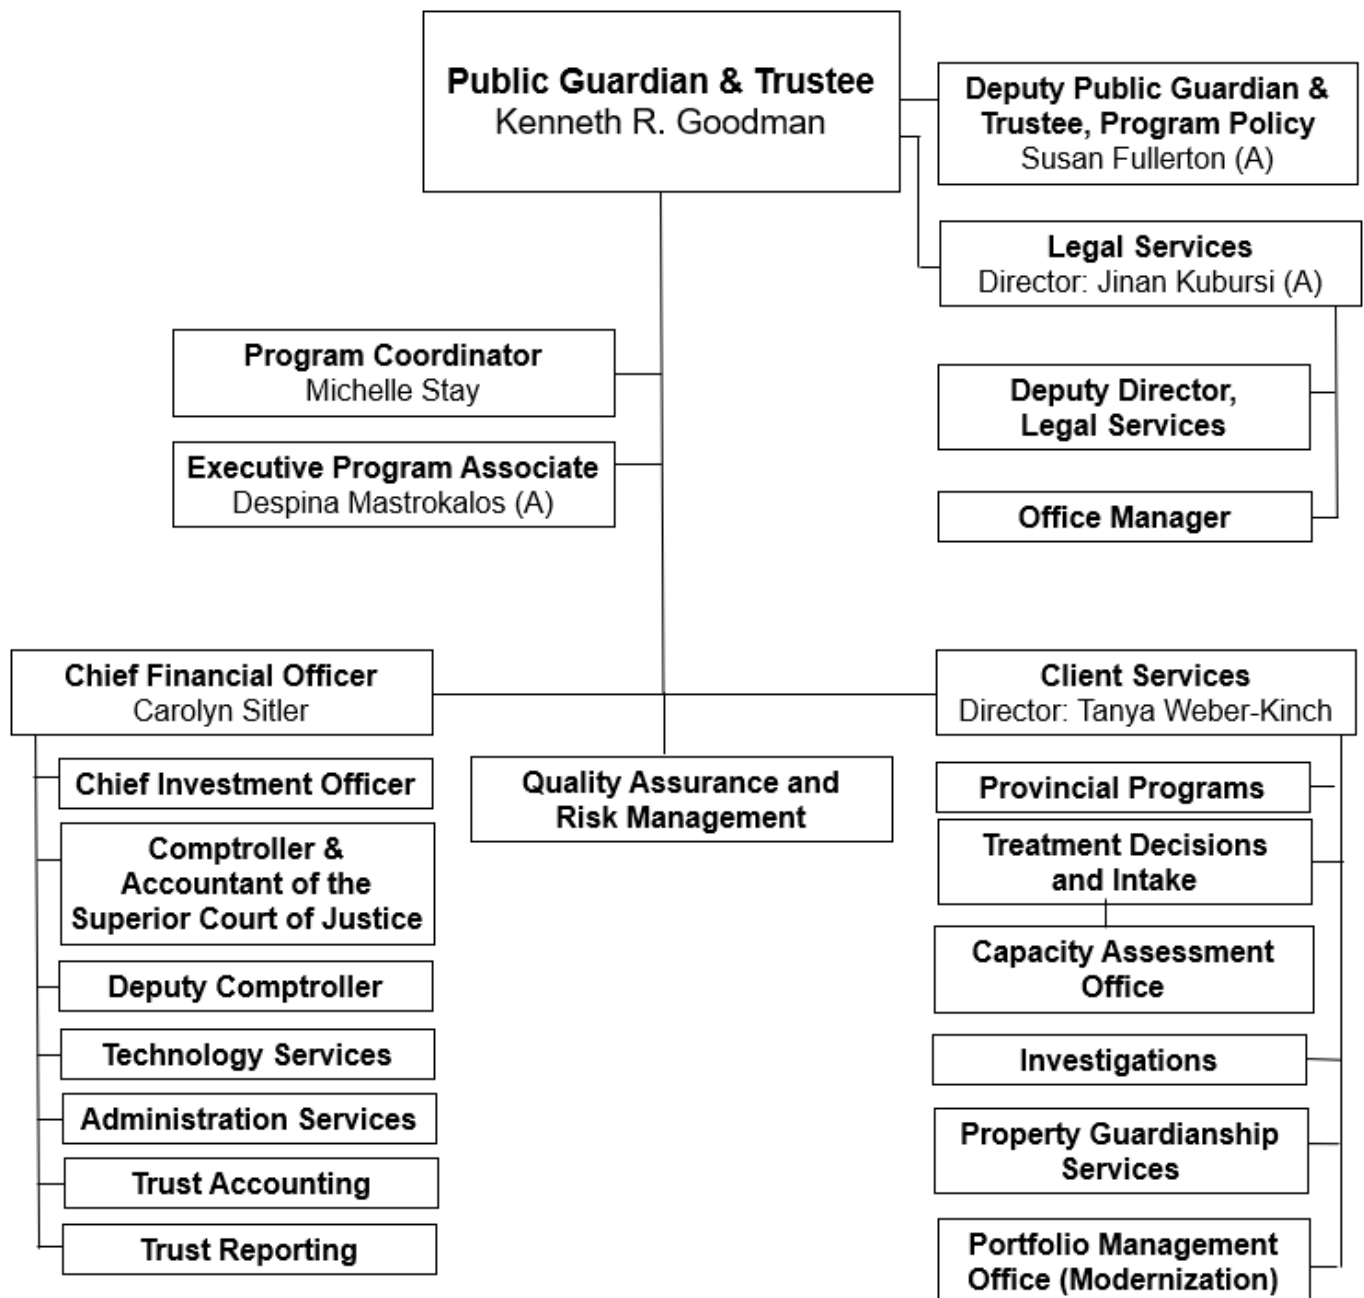 Public Guardian & Trustee
Kenneth R. Goodman
Deputy Public Guardian &
Trustee, Program Policy
Susan Fullerton (A)
Legal Services
Director: Jinan Kubursi (A)
Deputy Director,
Legal Services
Office Manager
Program Coordinator
Michelle Stay
Executive Program Associate
Despina Mastrokalos (A)
Chief Financial Officer
Carolyn Sitler
Chief Investment Officer
Comptroller &
Accountant of the
Superior Court of Justice
Deputy Comptroller
Technology Services
Administration Services
Trust Accounting
Trust Reporting
Quality Assurance and
Risk Management
Client Services
Director: Tanya Weber-Kinch
Provincial Programs
Treatment Decisions
and Intake
Capacity Assessment
Office
Investigations
Property Guardianship
Services
Portfolio Management
Office (Modernization)